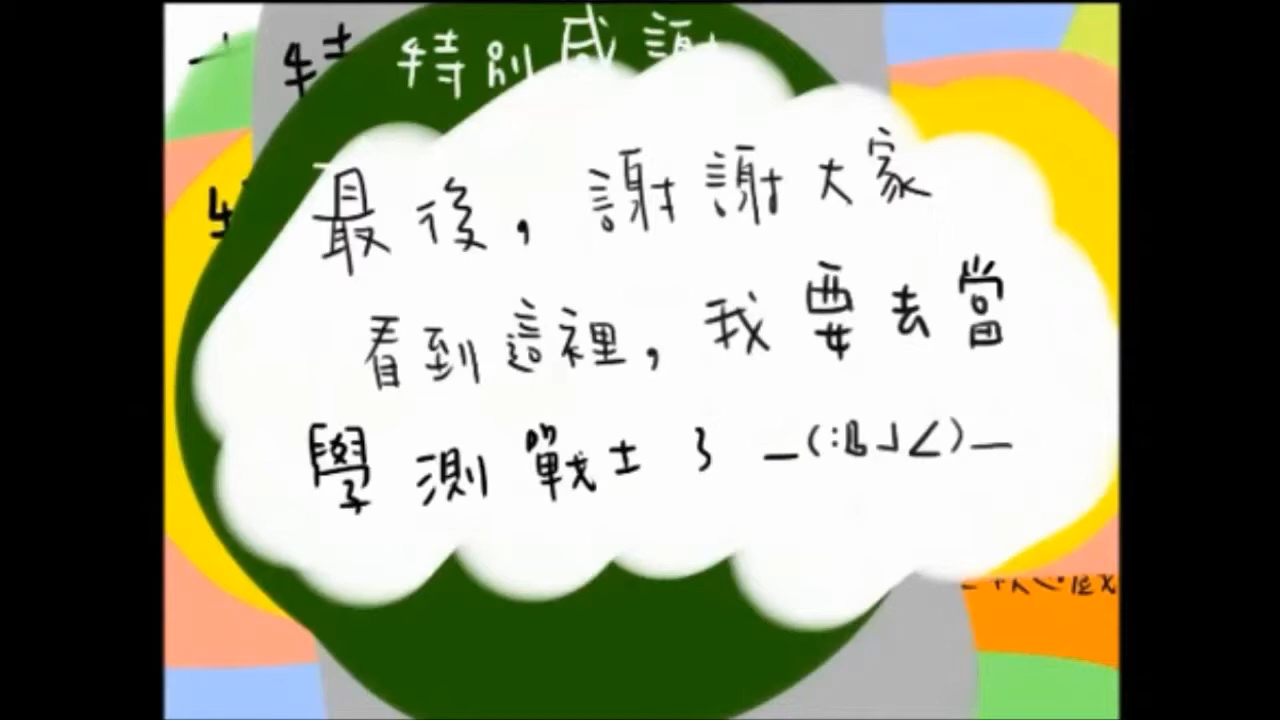 特別感謝
最後，謝謝大家
看到這裡，我要去當
學測戰士了 _(:3」∠)_